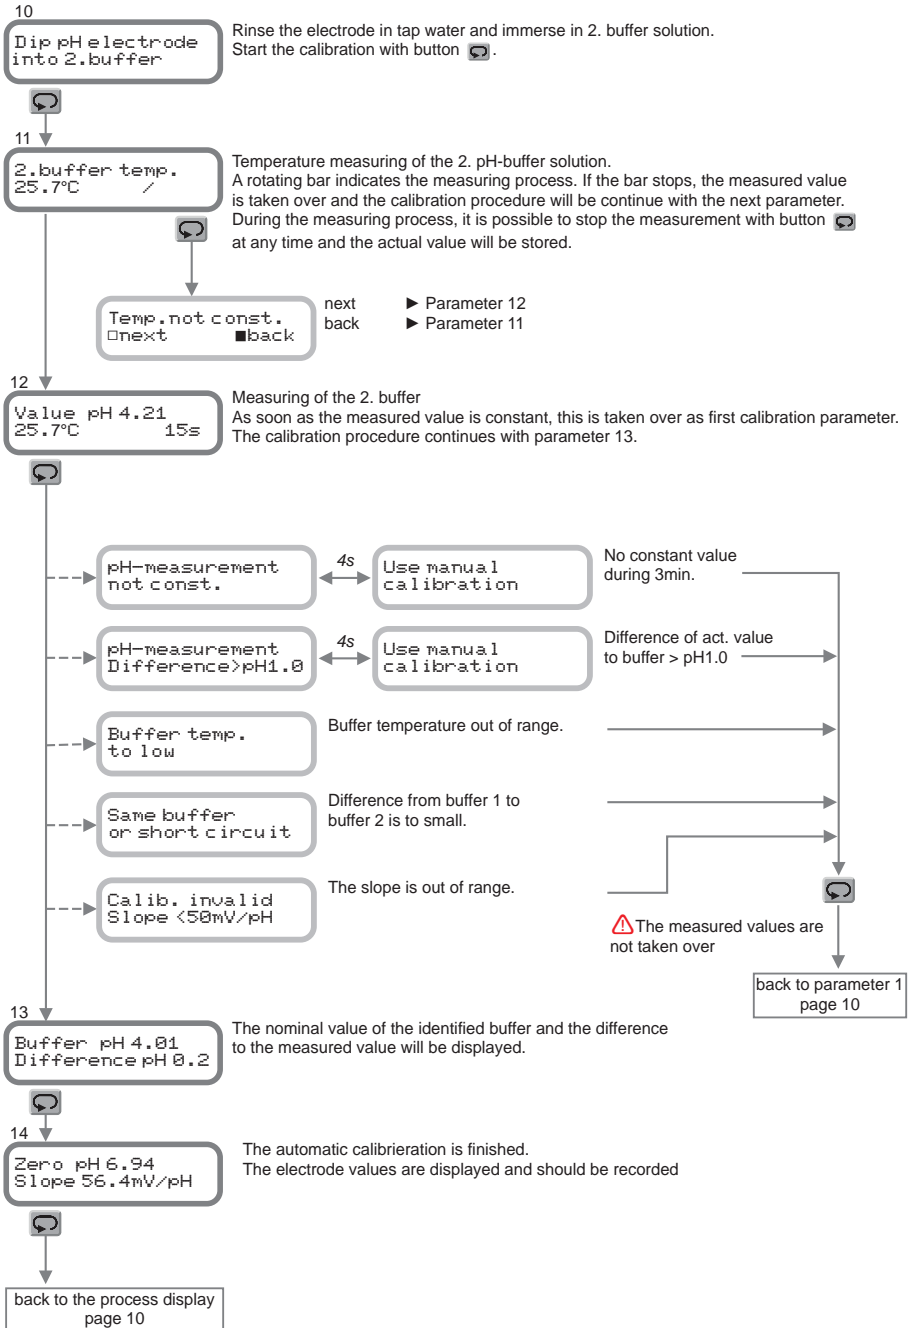 10
Dip pH electrode
into 2.buffer
Rinse the electrode in tap water and immerse in 2. buffer solution.
Start the calibration with button .
11
2.buffer temp.
25.7°C /
Temperature measuring of the 2. pH-buffer solution.
A rotating bar indicates the measuring process. If the bar stops, the measured value
is taken over and the calibration procedure will be continue with the next parameter.
During the measuring process, it is possible to stop the measurement with button
at any time and the actual value will be stored.
Temp.not const.
□next ■back
next ► Parameter 12
back ► Parameter 11
12
Value pH 4.21
25.7°C 15s
Measuring of the 2. buffer
As soon as the measured value is constant, this is taken over as first calibration parameter.
The calibration procedure continues with parameter 13.
pH-measurement
not const.
4s
Use manual
calibration
No constant value
during 3min.
pH-measurement
Difference>pH1.0
4s
Use manual
calibration
Difference of act. value
to buffer > pH1.0
Buffer temp.
to low
Buffer temperature out of range.
Same buffer
or short circuit
Difference from buffer 1 to
buffer 2 is to small.
Calib. invalid
Slope <50mV/pH
The slope is out of range.
The measured values are
not taken over
back to parameter 1
page 10
13
Buffer pH 4.01
Difference pH 0.2
The nominal value of the identified buffer and the difference
to the measured value will be displayed.
14
Zero pH 6.94
Slope 56.4mV/pH
The automatic calibrieration is finished.
The electrode values are displayed and should be recorded
back to the process display
page 10